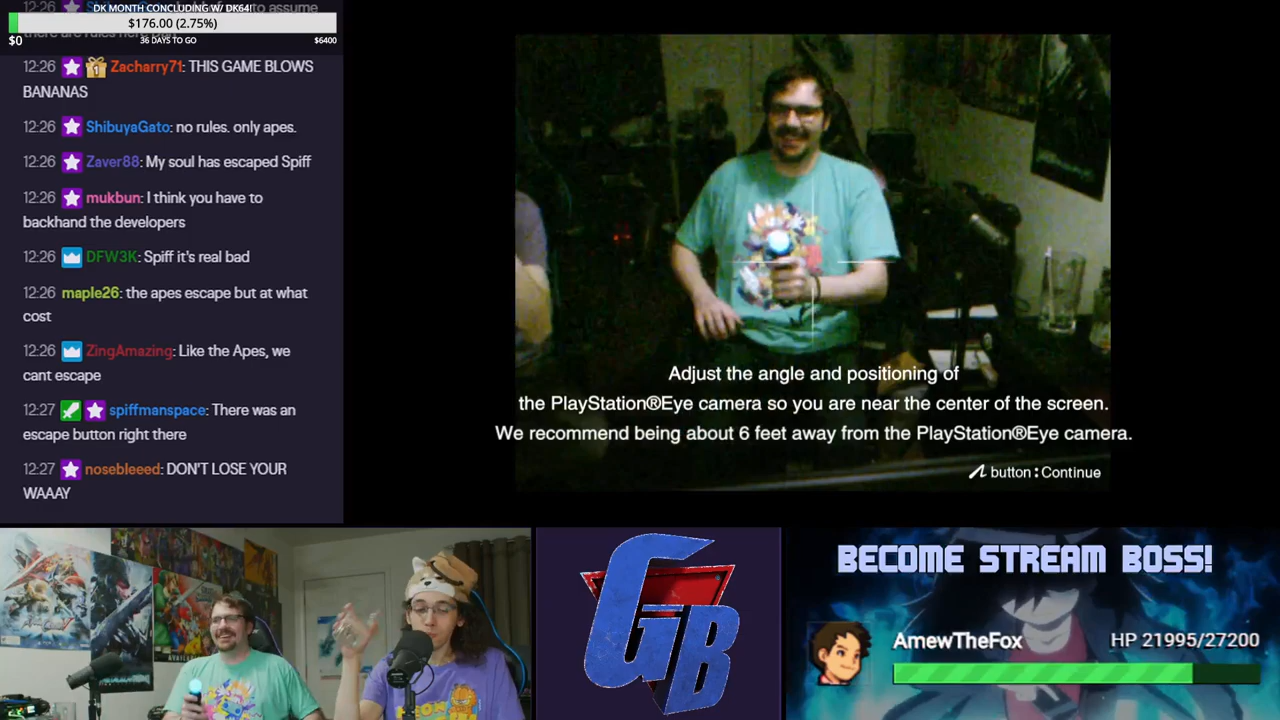 DK MONTH CONCLUDING W/ DK64!
$176.00 (2.75%)
$0
36 DAYS TO GO
$6400
to assume
12:26 Zacharry71: THIS GAME BLOWS
BANANAS
12:26 ShibuyaGato: no rules. only apes.
12:26 Zaver88: My soul has escaped Spiff
12:26 mukbun: I think you have to
backhand the developers
12:26 DFW3K: Spiff it's real bad
12:26 maple26: the apes escape but at what
cost
12:26 ZingAmazing: Like the Apes, we
cant escape
12:27 spiffmanspace: There was an
escape button right there
12:27 nosebleeed: DON'T LOSE YOUR
WAAAY
Adjust the angle and positioning of
the PlayStation®Eye camera so you are near the center of the screen.
We recommend being about 6 feet away from the PlayStation®Eye camera.
button : Continue
GB
BECOME STREAM BOSS!
AmewTheFox
HP 21995/27200